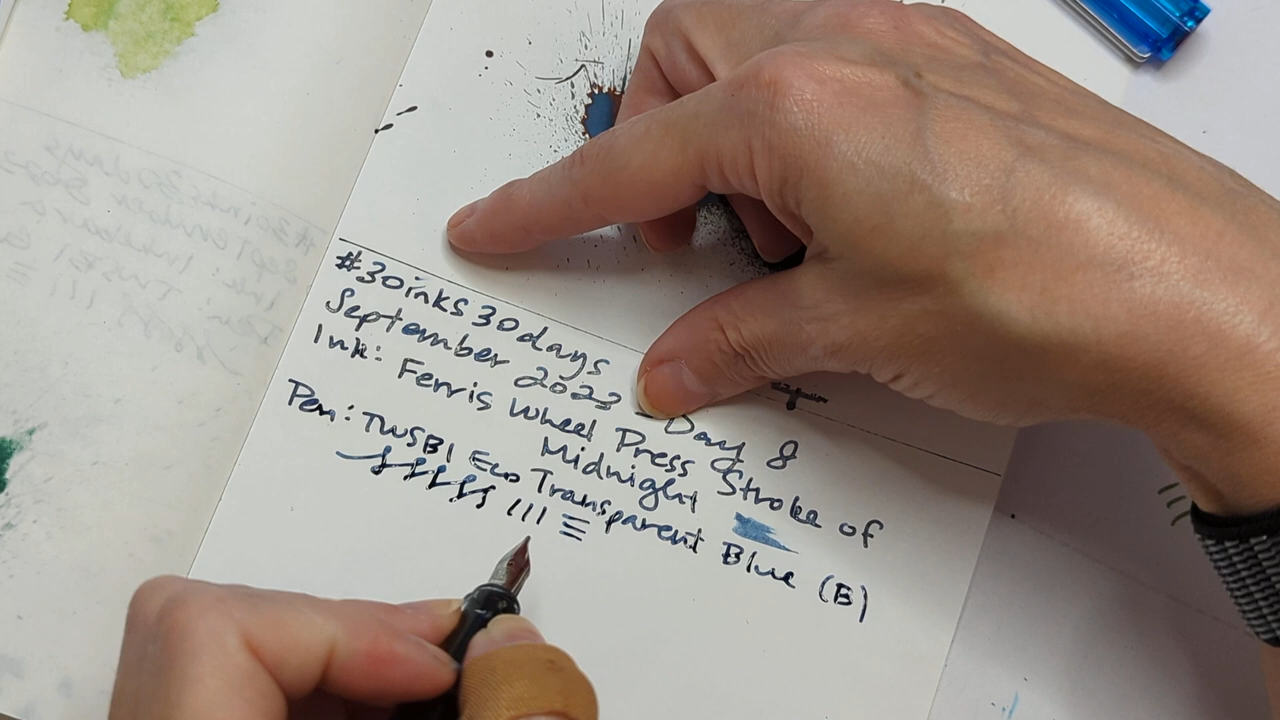 #30inks30days
September 2023 - Day 8
Ink: Ferris Wheel Press Stroke of
Midnight
Pen: TWSBI Eco Transparent Blue (B)